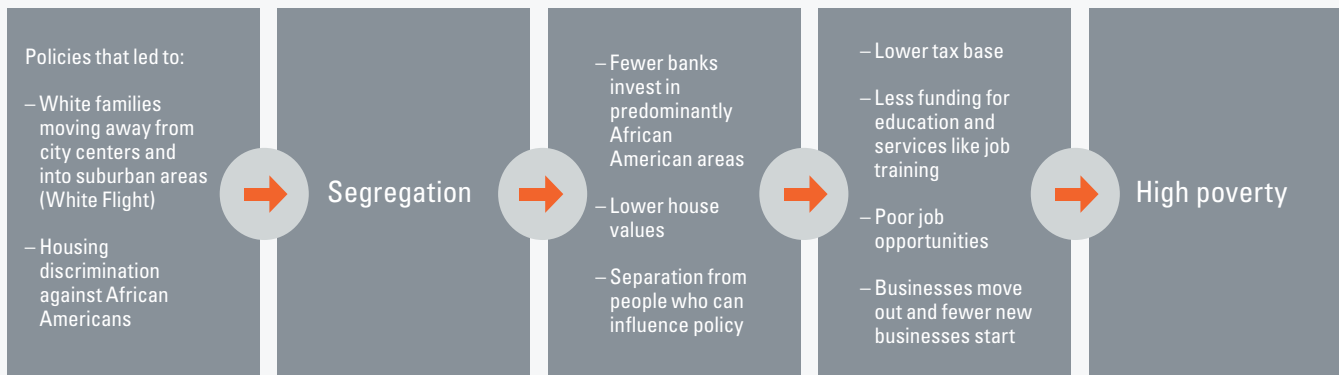 Policies that led to:
– White families
moving away from
city centers and
into suburban areas
(White Flight)
– Housing
discrimination
against African
Americans
Segregation
– Fewer banks
invest in
predominantly
African
American areas
– Lower house
values
– Separation from
people who can
influence policy
– Lower tax base
– Less funding for
education and
services like job
training
– Poor job
opportunities
– Businesses move
out and fewer new
businesses start
High poverty